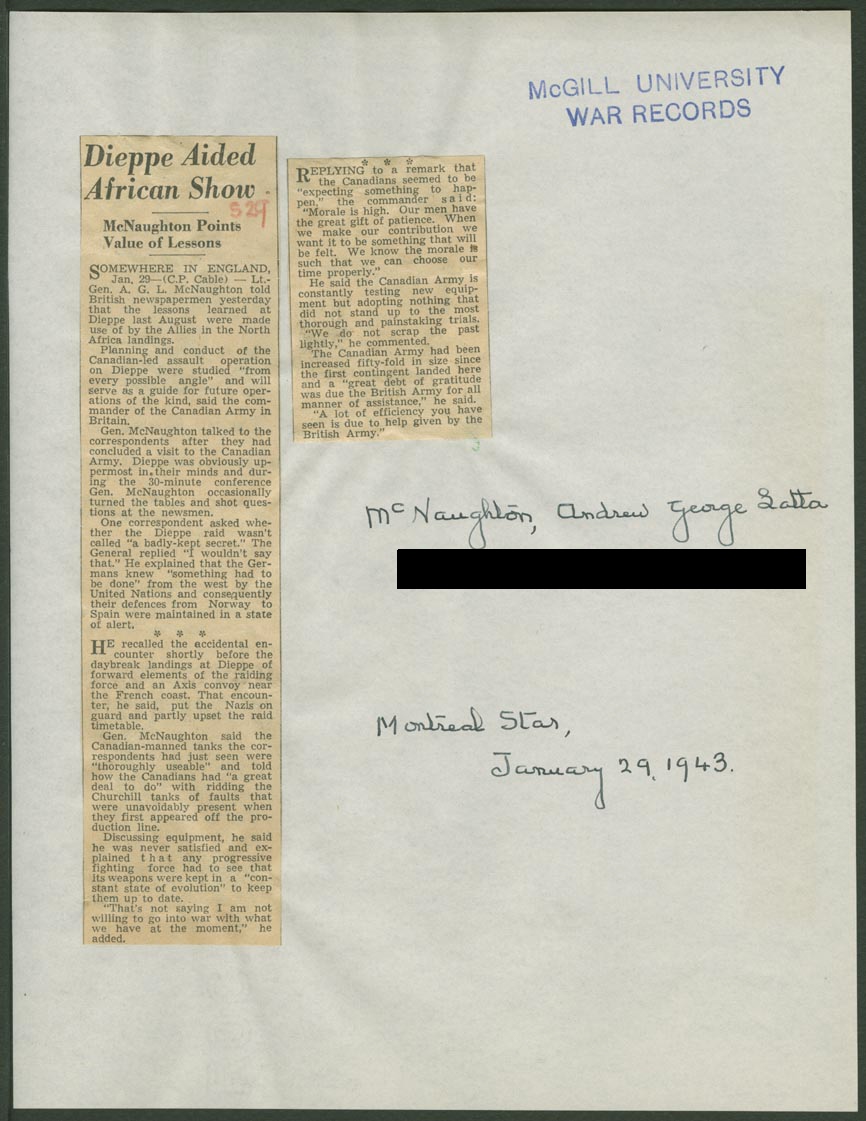 McGILL UNIVERSITY
WAR RECORDS
Dieppe Aided
African Show
S 29
McNaughton Points
Value of Lessons
SOMEWHERE IN ENGLAND,
Jan. 29—(C.P. Cable) — Lt.-
Gen. A. G. L. McNaughton told
British newspapermen yesterday
that the lessons learned at
Dieppe last August were made
use of by the Allies in the North
Africa landings.
Planning and conduct of the
Canadian-led assault operation
on Dieppe were studied "from
every possible angle" and will
serve as a guide for future oper-
ations of the kind, said the com-
mander of the Canadian Army in
Britain.
Gen. McNaughton talked to the
correspondents after they had
concluded a visit to the Canadian
Army. Dieppe was obviously up-
permost in their minds and dur-
ing the 30-minute conference
Gen. McNaughton occasionally
turned the tables and shot ques-
tions at the newsmen.
One correspondent asked whe-
ther the Dieppe raid wasn't
called "a badly-kept secret." The
General replied "I wouldn't say
that." He explained that the Ger-
mans knew "something had to
be done" from the west by the
United Nations and consequently
their defences from Norway to
Spain were maintained in a state
of alert.
* * *
HE recalled the accidental en-
counter shortly before the
daybreak landings at Dieppe of
forward elements of the raiding
force and an Axis convoy near
the French coast. That encoun-
ter, he said, put the Nazis on
guard and partly upset the raid
timetable.
Gen. McNaughton said the
Canadian-manned tanks the cor-
respondents had just seen were
"thoroughly useable" and told
how the Canadians had "a great
deal to do" with ridding the
Churchill tanks of faults that
were unavoidably present when
they first appeared off the pro-
duction line.
Discussing equipment, he said
he was never satisfied and ex-
plained that any progressive
fighting force had to see that
its weapons were kept in a "con-
stant state of evolution" to keep
them up to date.
"That's not saying I am not
willing to go into war with what
we have at the moment," he
added.
* * *
REPLYING to a remark that
the Canadians seemed to be
"expecting something to hap-
pen," the commander said:
"Morale is high. Our men have
the great gift of patience. When
we make our contribution we
want it to be something that will
be felt. We know the morale is
such that we can choose our
time properly."
He said the Canadian Army is
constantly testing new equip-
ment but adopting nothing that
did not stand up to the most
thorough and painstaking trials.
"We do not scrap the past
lightly," he commented.
The Canadian Army had been
increased fifty-fold in size since
the first contingent landed here
and a "great debt of gratitude
was due the British Army for all
manner of assistance," he said.
"A lot of efficiency you have
seen is due to help given by the
British Army."
McNaughton, Andrew George Latta
Montreal Star,
January 29, 1943.